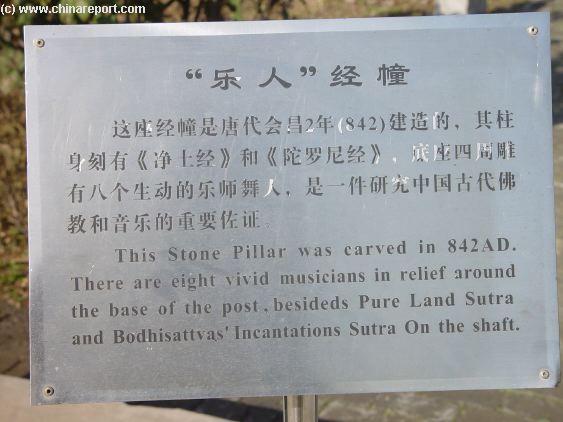 (c) www.chinareport.com
“乐人”经幢
这座经幢是唐代会昌2年(842)建造的，其柱
身刻有《净土经》和《陀罗尼经》，底座四周雕
有八个生动的乐师舞人，是一件研究中国古代佛
教和音乐的重要佐证。
This Stone Pillar was carved in 842AD.
There are eight vivid musicians in relief around
the base of the post, besideds Pure Land Sutra
and Bodhisattvas' Incantations Sutra On the shaft.